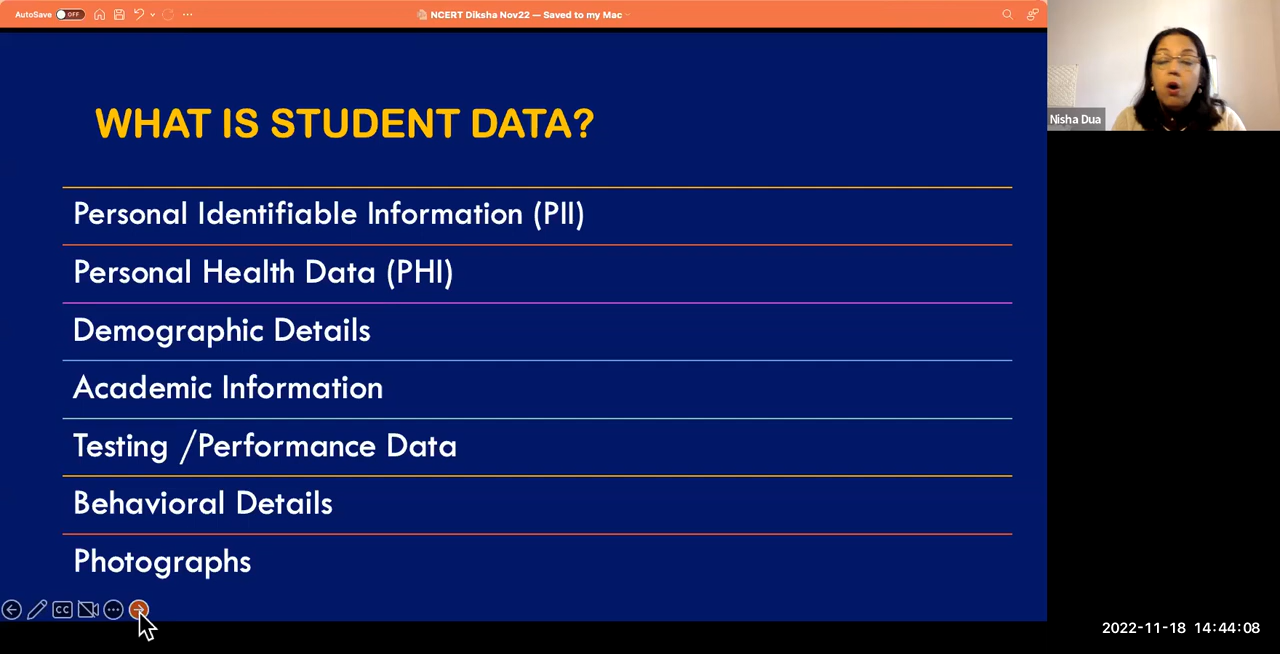 AutoSave OFF
NCERT Diksha Nov22 — Saved to my Mac
WHAT IS STUDENT DATA?
Personal Identifiable Information (PII)
Personal Health Data (PHI)
Demographic Details
Academic Information
Testing /Performance Data
Behavioral Details
Photographs
CC
Nisha Dua
2022-11-18 14:44:08